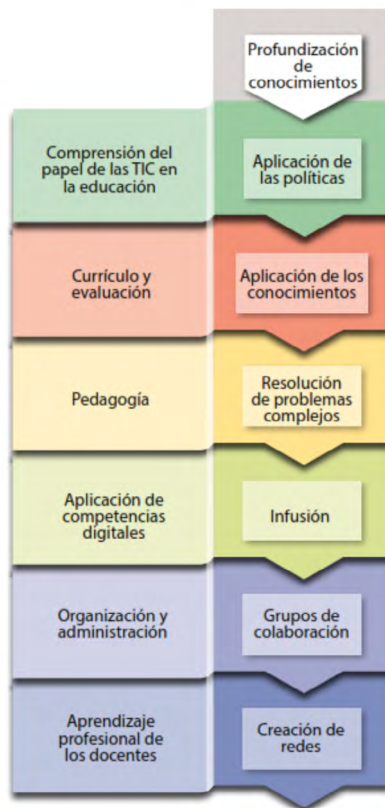 Profundización
de
conocimientos
Comprensión del
papel de las TIC en
la educación
Aplicación de
las políticas
Currículo y
evaluación
Aplicación de los
conocimientos
Pedagogía
Resolución
de problemas
complejos
Aplicación de
competencias
digitales
Infusión
Organización y
administración
Grupos de
colaboración
Aprendizaje
profesional de
los docentes
Creación de
redes